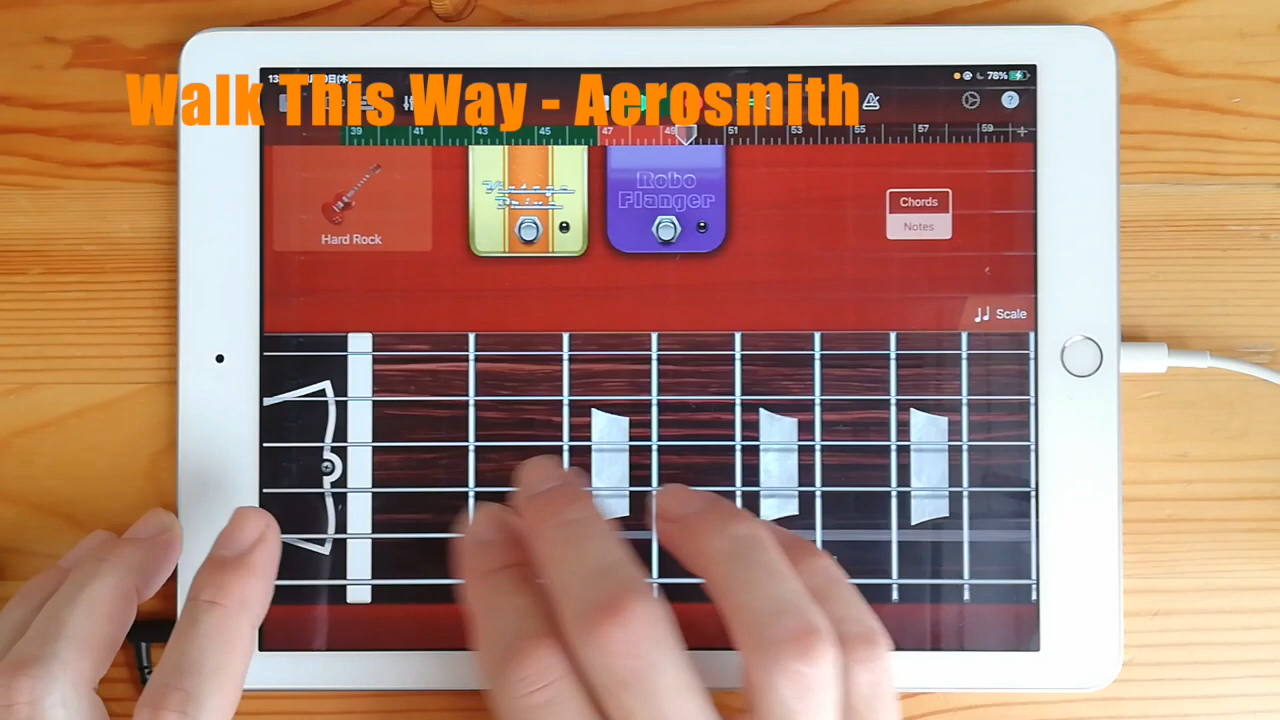 Walk This Way - Aerosmith
78%
39 41 43 45 47 49 51 53 55 57 59 +
?
Hard Rock
Robo
Flanger
Chords
Notes
Scale